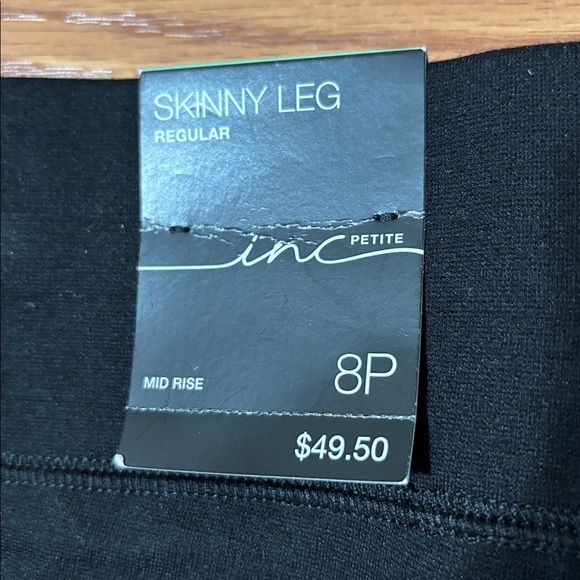 SKINNY LEG
REGULAR
inc PETITE
MID RISE
8P
$49.50